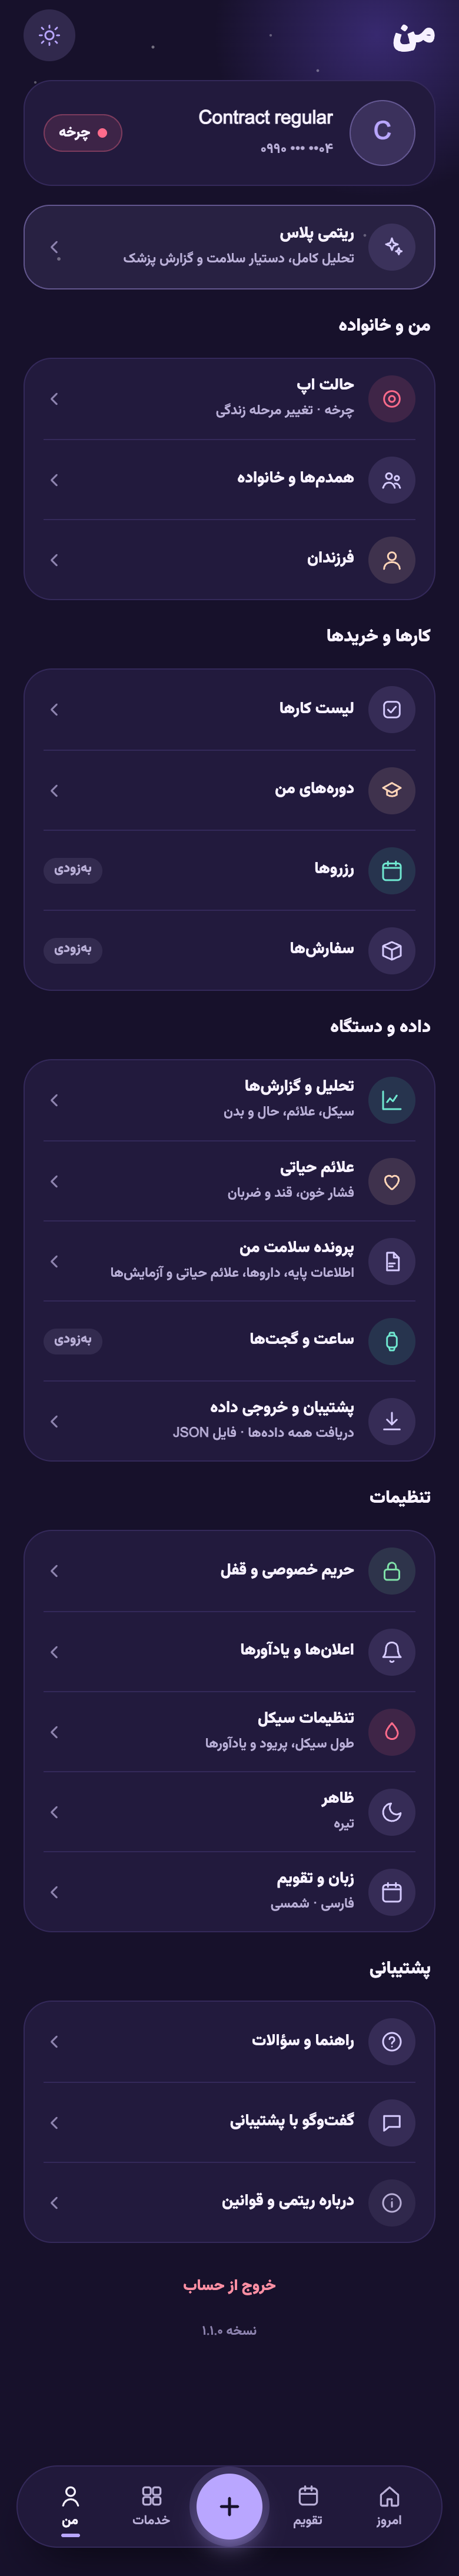 من
Contract regular
۰۹۹۰ ••• ••۰۴
چرخه
C
ریتمی پلاس
تحلیل کامل، دستیار سلامت و گزارش پزشک
من و خانواده
حالت اپ
چرخه · تغییر مرحله زندگی
همدم‌ها و خانواده
فرزندان
کارها و خریدها
لیست کارها
دوره‌های من
رزروها
به‌زودی
سفارش‌ها
به‌زودی
داده و دستگاه
تحلیل و گزارش‌ها
سیکل، علائم، حال و بدن
علائم حیاتی
فشار خون، قند و ضربان
پرونده سلامت من
اطلاعات پایه، داروها، علائم حیاتی و آزمایش‌ها
ساعت و گجت‌ها
به‌زودی
پشتیبان و خروجی داده
دریافت همه داده‌ها · فایل JSON
تنظیمات
حریم خصوصی و قفل
اعلان‌ها و یادآورها
تنظیمات سیکل
طول سیکل، پریود و یادآورها
ظاهر
تیره
زبان و تقویم
فارسی · شمسی
پشتیبانی
راهنما و سؤالات
گفت‌وگو با پشتیبانی
درباره ریتمی و قوانین
خروج از حساب
نسخه ۱.۱.۰
امروز
تقویم
خدمات
من